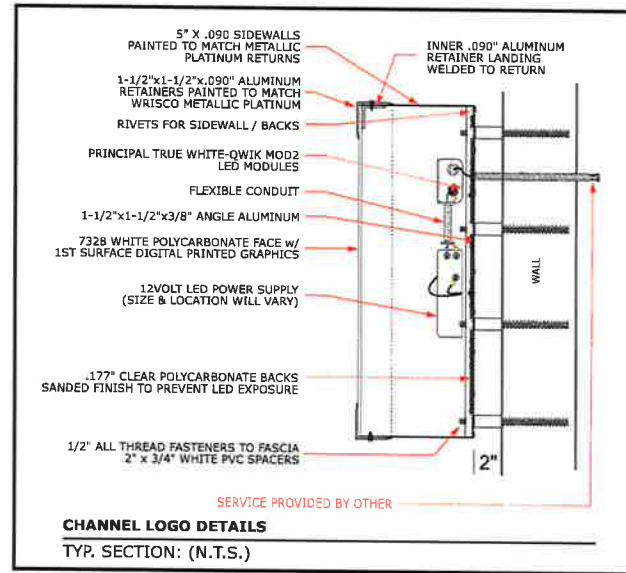 5" X .090 SIDEWALLS
PAINTED TO MATCH METALLIC
PLATINUM RETURNS
INNER .090" ALUMINUM
RETAINER LANDING
WELDED TO RETURN
1-1/2"x1-1/2"x.090" ALUMINUM
RETAINERS PAINTED TO MATCH
WRISCO METALLIC PLATINUM
RIVETS FOR SIDEWALL / BACKS
PRINCIPAL TRUE WHITE-QWIK MOD2
LED MODULES
FLEXIBLE CONDUIT
1-1/2"x1-1/2"x3/8" ANGLE ALUMINUM
7328 WHITE POLYCARBONATE FACE w/
1ST SURFACE DIGITAL PRINTED GRAPHICS
WALL
12VOLT LED POWER SUPPLY
(SIZE & LOCATION WILL VARY)
.177" CLEAR POLYCARBONATE BACKS
SANDED FINISH TO PREVENT LED EXPOSURE
1/2" ALL THREAD FASTENERS TO FASCIA
2" x 3/4" WHITE PVC SPACERS
2"
SERVICE PROVIDED BY OTHER
CHANNEL LOGO DETAILS
TYP. SECTION: (N.T.S.)